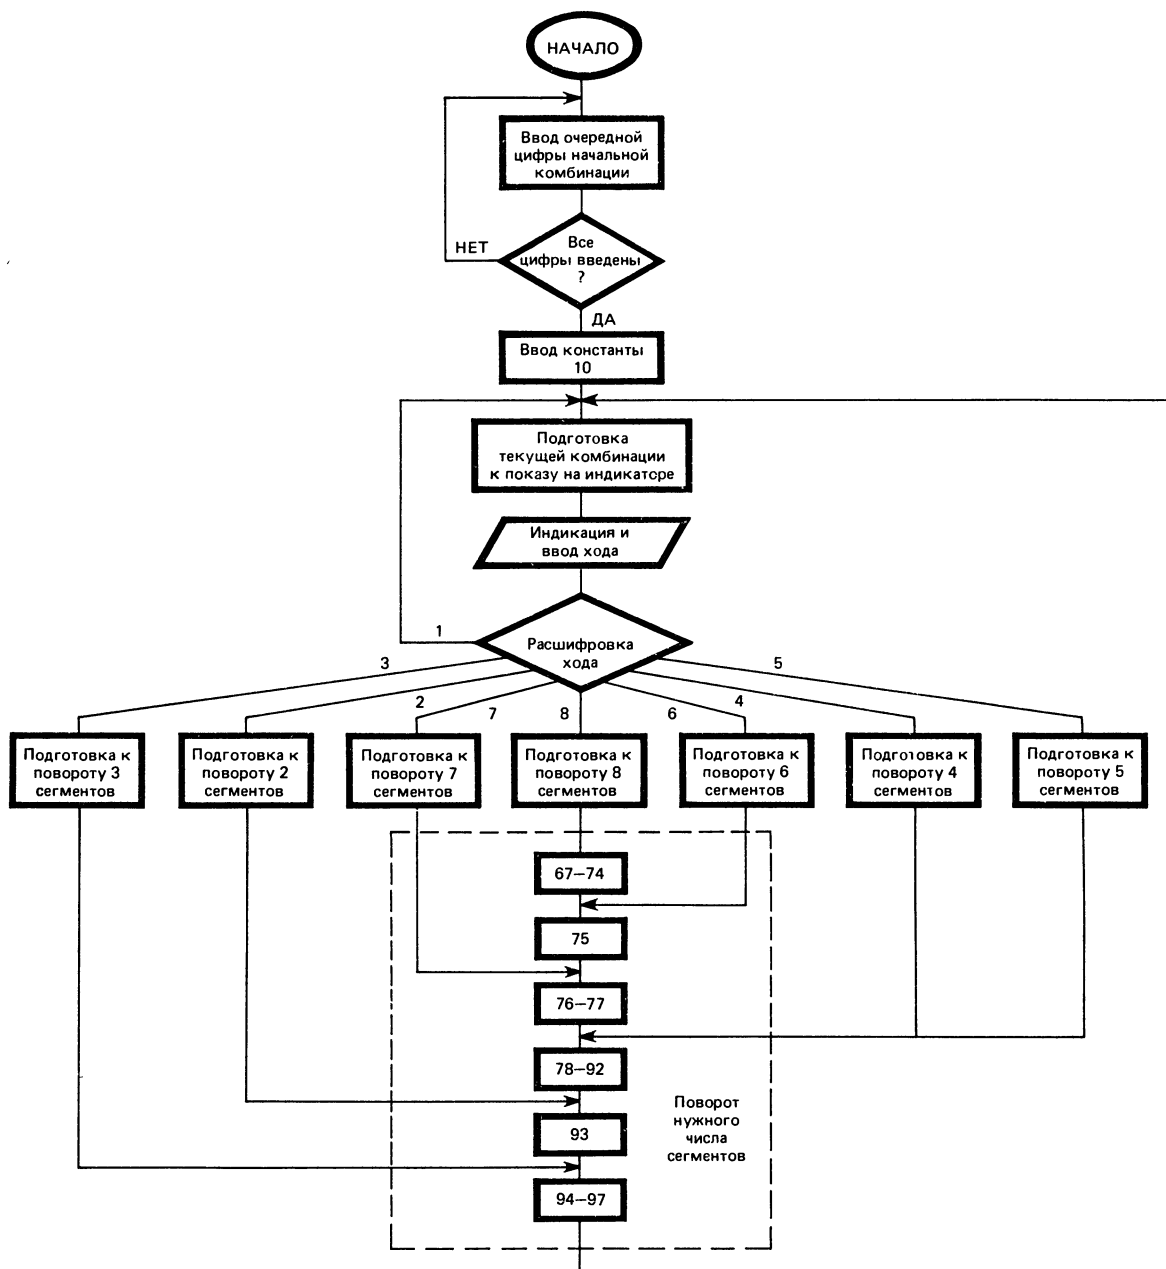 НАЧАЛО
Ввод очередной
цифры начальной
комбинации
Все
цифры введены
?
НЕТ
ДА
Ввод константы
10
Подготовка
текущей комбинации
к показу на индикаторе
Индикация и
ввод хода
Расшифровка
хода
1
3
2
7
8
6
4
5
Подготовка к
повороту 3
сегментов
Подготовка к
повороту 2
сегментов
Подготовка к
повороту 7
сегментов
Подготовка к
повороту 8
сегментов
Подготовка к
повороту 6
сегментов
Подготовка к
повороту 4
сегментов
Подготовка к
повороту 5
сегментов
67—74
75
76—77
78—92
93
94—97
Поворот
нужного
числа
сегментов